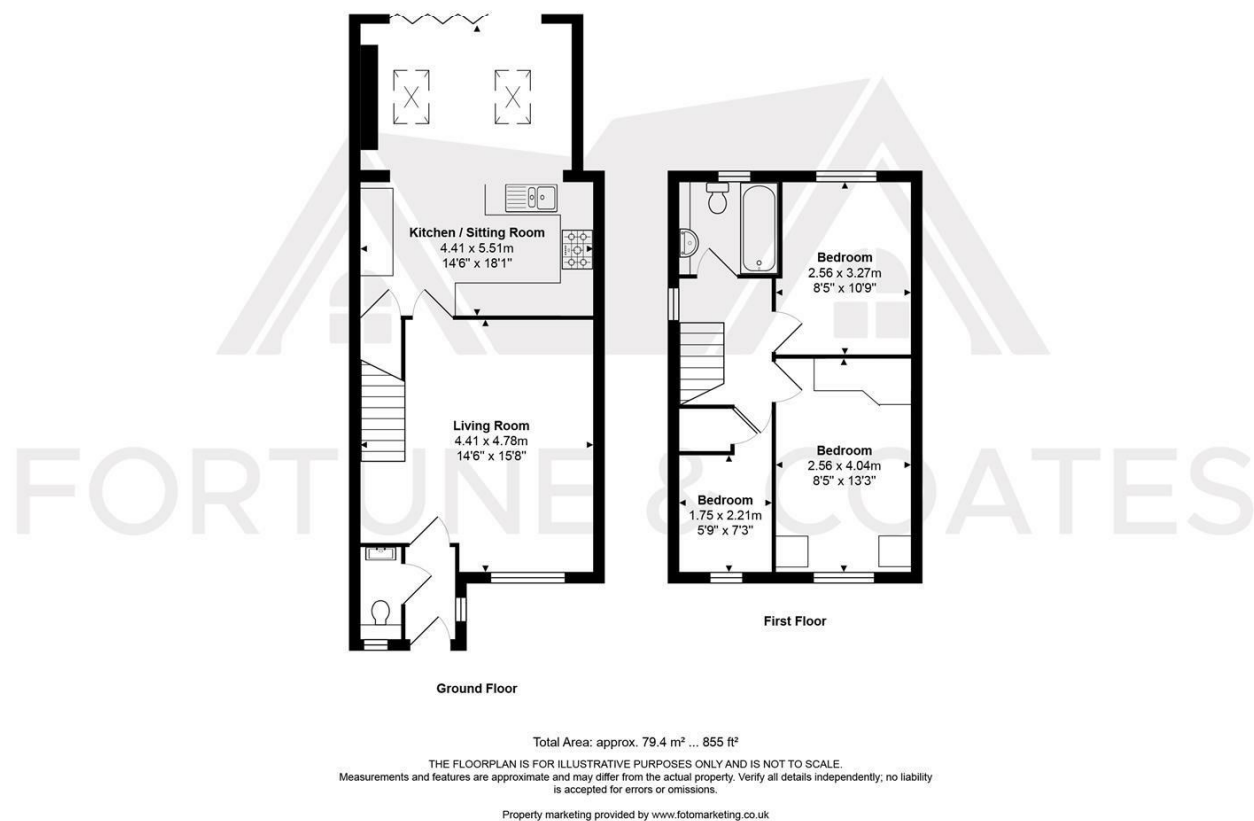 Kitchen / Sitting Room
4.41 x 5.51m
14'6" x 18'1"
Living Room
4.41 x 4.78m
14'6" x 15'8"
Ground Floor
Bedroom
2.56 x 3.27m
8'5" x 10'9"
Bedroom
2.56 x 4.04m
8'5" x 13'3"
Bedroom
1.75 x 2.21m
5'9" x 7'3"
First Floor
FORTUNE & COATES
Total Area: approx. 79.4 m² ... 855 ft²
THE FLOORPLAN IS FOR ILLUSTRATIVE PURPOSES ONLY AND IS NOT TO SCALE.
Measurements and features are approximate and may differ from the actual property. Verify all details independently; no liability
is accepted for errors or omissions.
Property marketing provided by www.fotomarketing.co.uk